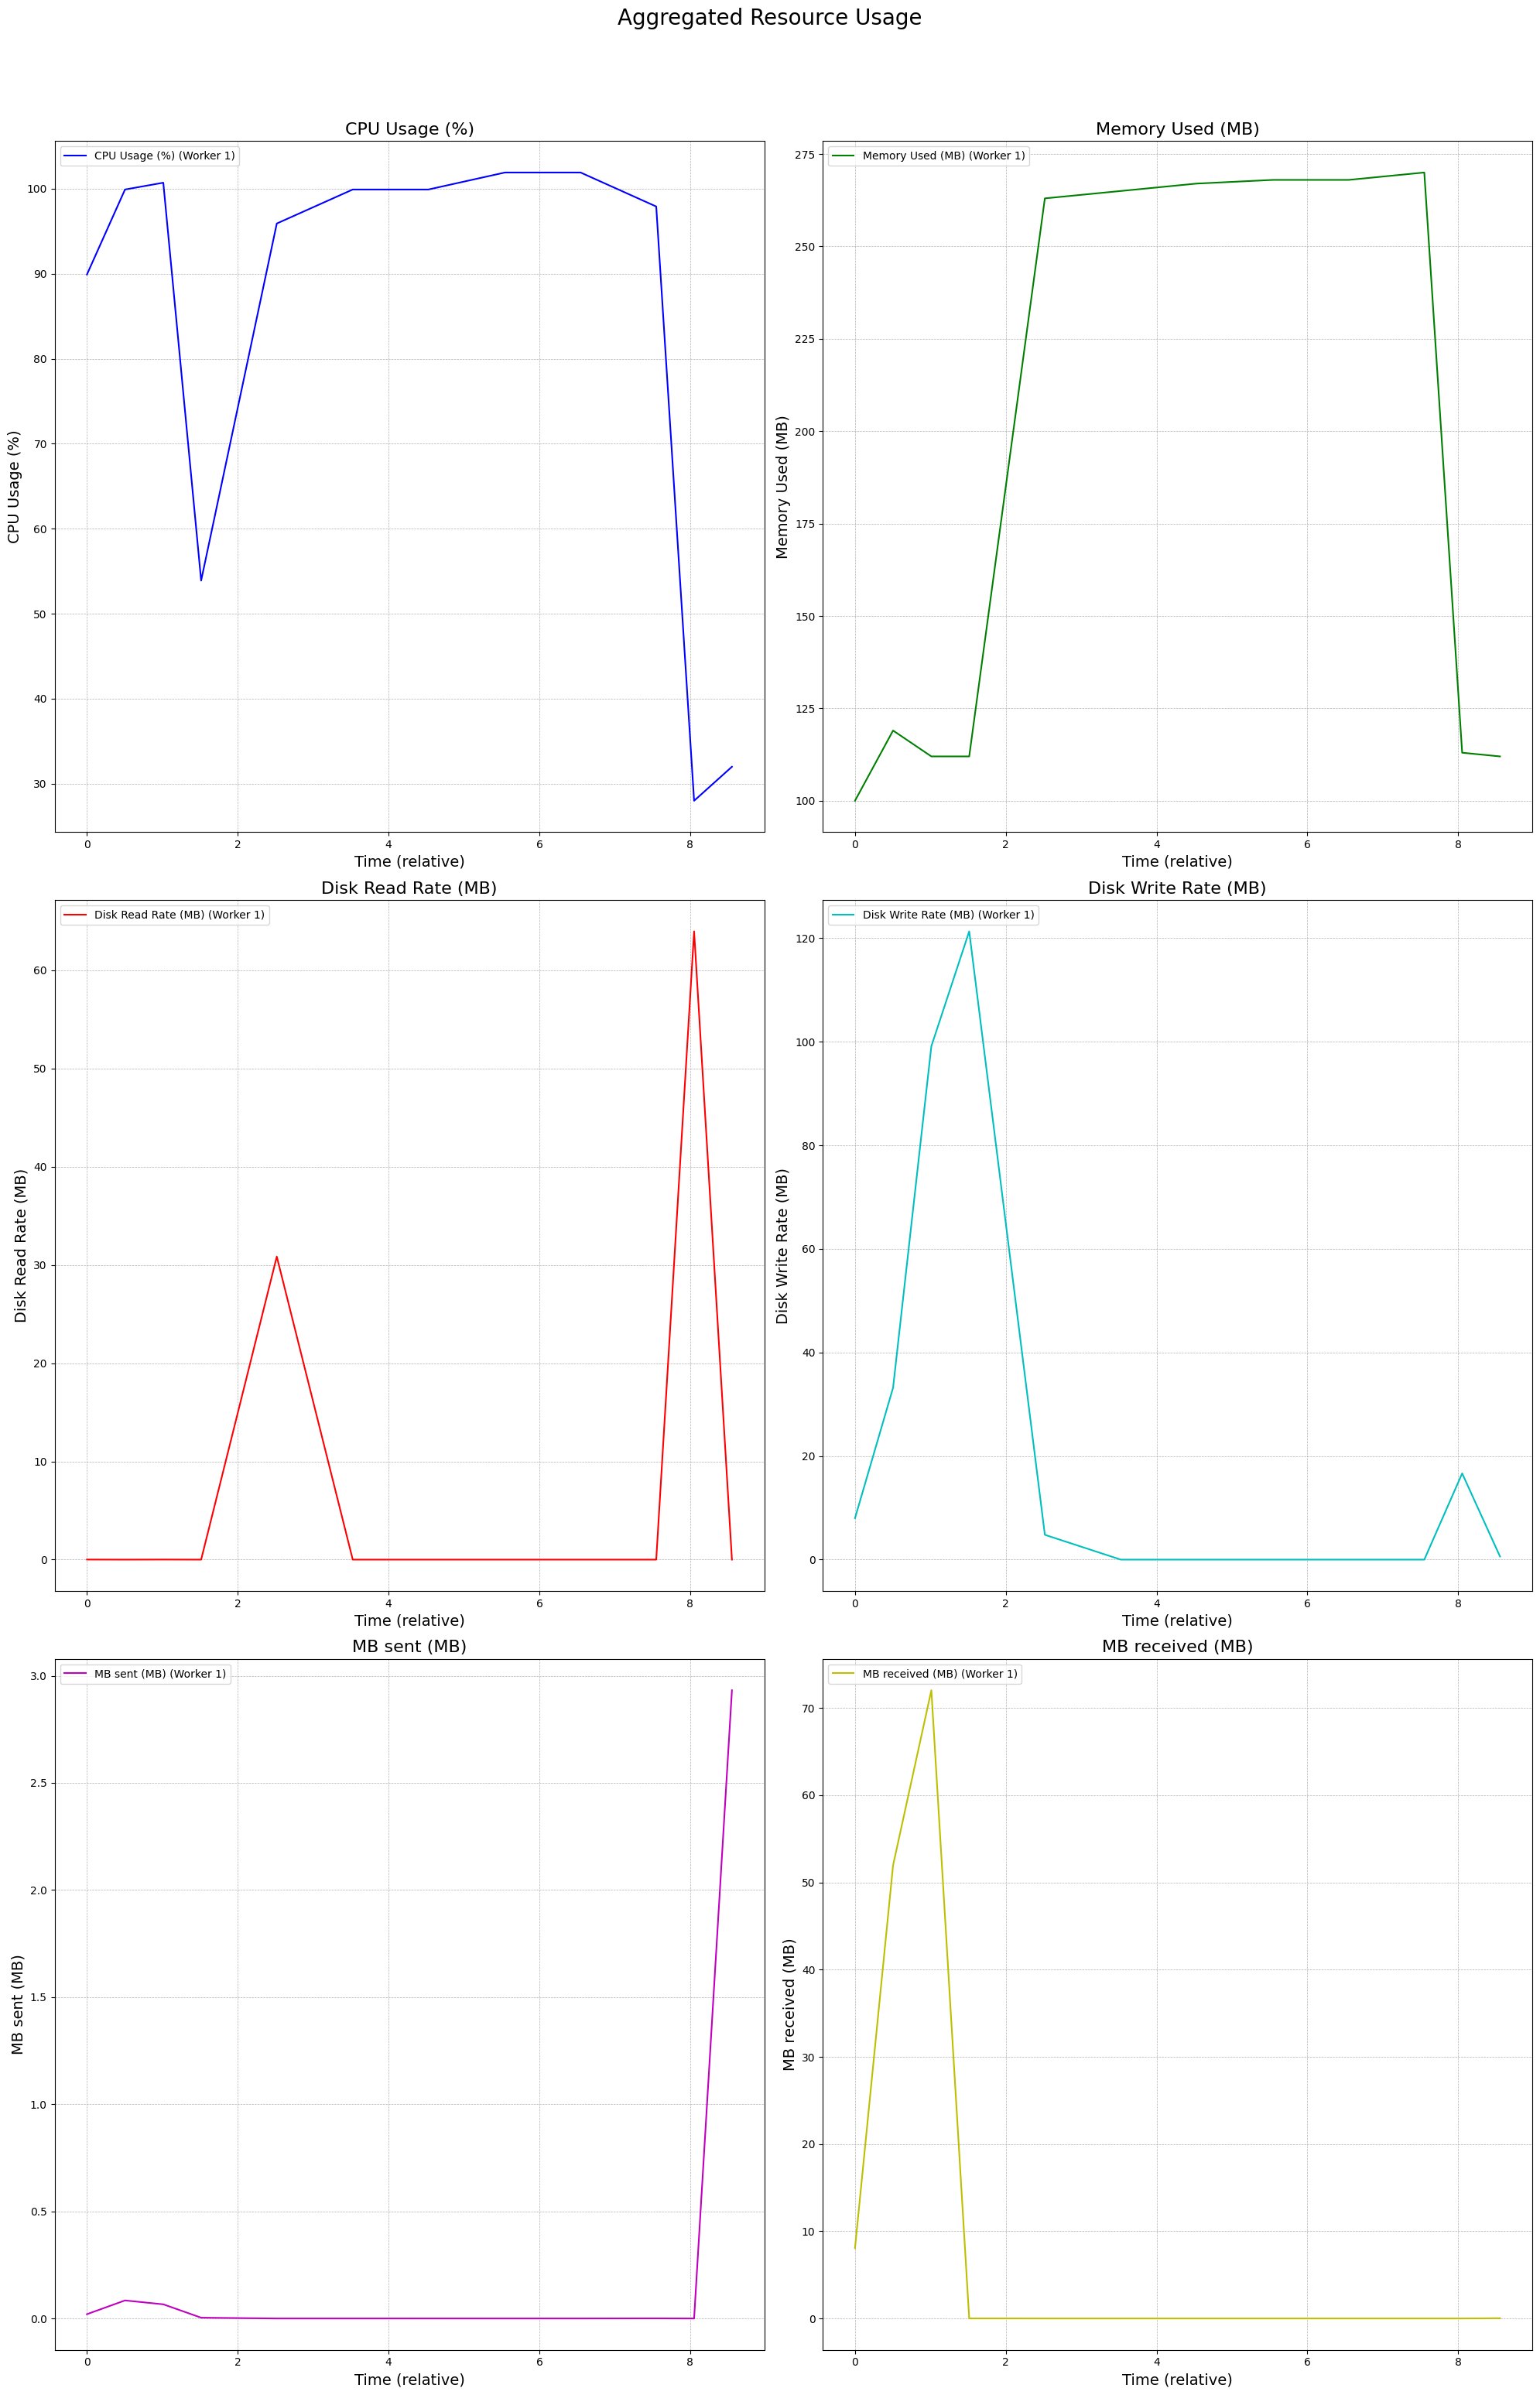 Aggregated Resource Usage
CPU Usage (%)
CPU Usage (%) (Worker 1)
100
90
80
70
60
50
40
30
CPU Usage (%)
0 2 4 6 8
Time (relative)
Memory Used (MB)
Memory Used (MB) (Worker 1)
275
250
225
200
175
150
125
100
Memory Used (MB)
0 2 4 6 8
Time (relative)
Disk Read Rate (MB)
Disk Read Rate (MB) (Worker 1)
60
50
40
30
20
10
0
Disk Read Rate (MB)
0 2 4 6 8
Time (relative)
Disk Write Rate (MB)
Disk Write Rate (MB) (Worker 1)
120
100
80
60
40
20
0
Disk Write Rate (MB)
0 2 4 6 8
Time (relative)
MB sent (MB)
MB sent (MB) (Worker 1)
3.0
2.5
2.0
1.5
1.0
0.5
0.0
MB sent (MB)
0 2 4 6 8
Time (relative)
MB received (MB)
MB received (MB) (Worker 1)
70
60
50
40
30
20
10
0
MB received (MB)
0 2 4 6 8
Time (relative)